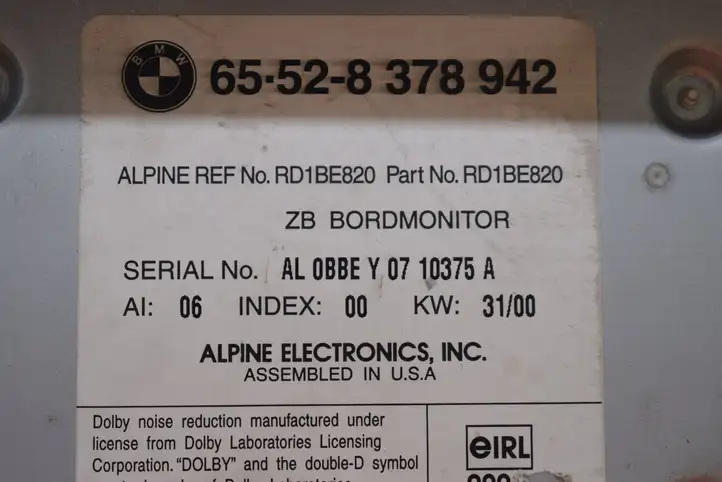 BMW 65·52-8 378 942
ALPINE REF No. RD1BE820 Part No. RD1BE820
ZB BORDMONITOR
SERIAL No. AL 0BBE Y 07 10375 A
AI: 06 INDEX: 00 KW: 31/00
ALPINE ELECTRONICS, INC.
ASSEMBLED IN U.S.A
Dolby noise reduction manufactured under
license from Dolby Laboratories Licensing
Corporation. "DOLBY" and the double-D symbol
eIRL